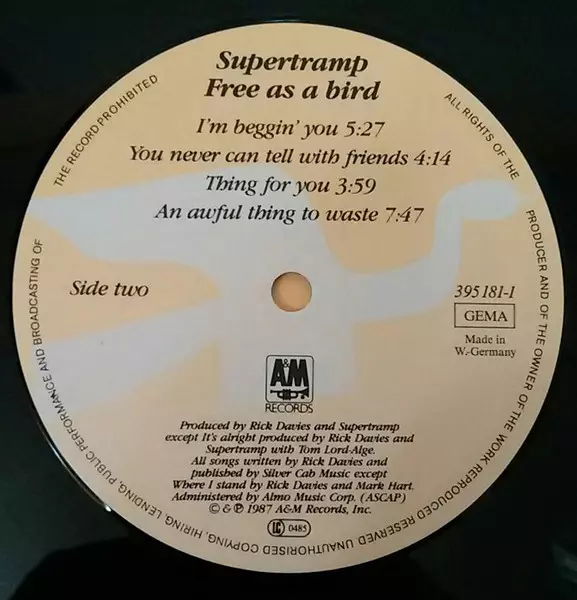 Supertramp
Free as a bird
I'm beggin' you 5:27
You never can tell with friends 4:14
Thing for you 3:59
An awful thing to waste 7:47
Side two
395 181-1
GEMA
Made in
W.-Germany
A&M
RECORDS
Produced by Rick Davies and Supertramp
except It's alright produced by Rick Davies and
Supertramp with Tom Lord-Alge.
All songs written by Rick Davies and
published by Silver Cab Music except
Where I stand by Rick Davies and Mark Hart.
Administered by Almo Music Corp. (ASCAP)
© & ℗ 1987 A&M Records, Inc.
LC 0485
ALL RIGHTS OF THE PRODUCER AND OF THE OWNER OF THE WORK REPRODUCED RESERVED UNAUTHORISED COPYING, HIRING, LENDING, PUBLIC PERFORMANCE AND BROADCASTING OF THE RECORD PROHIBITED